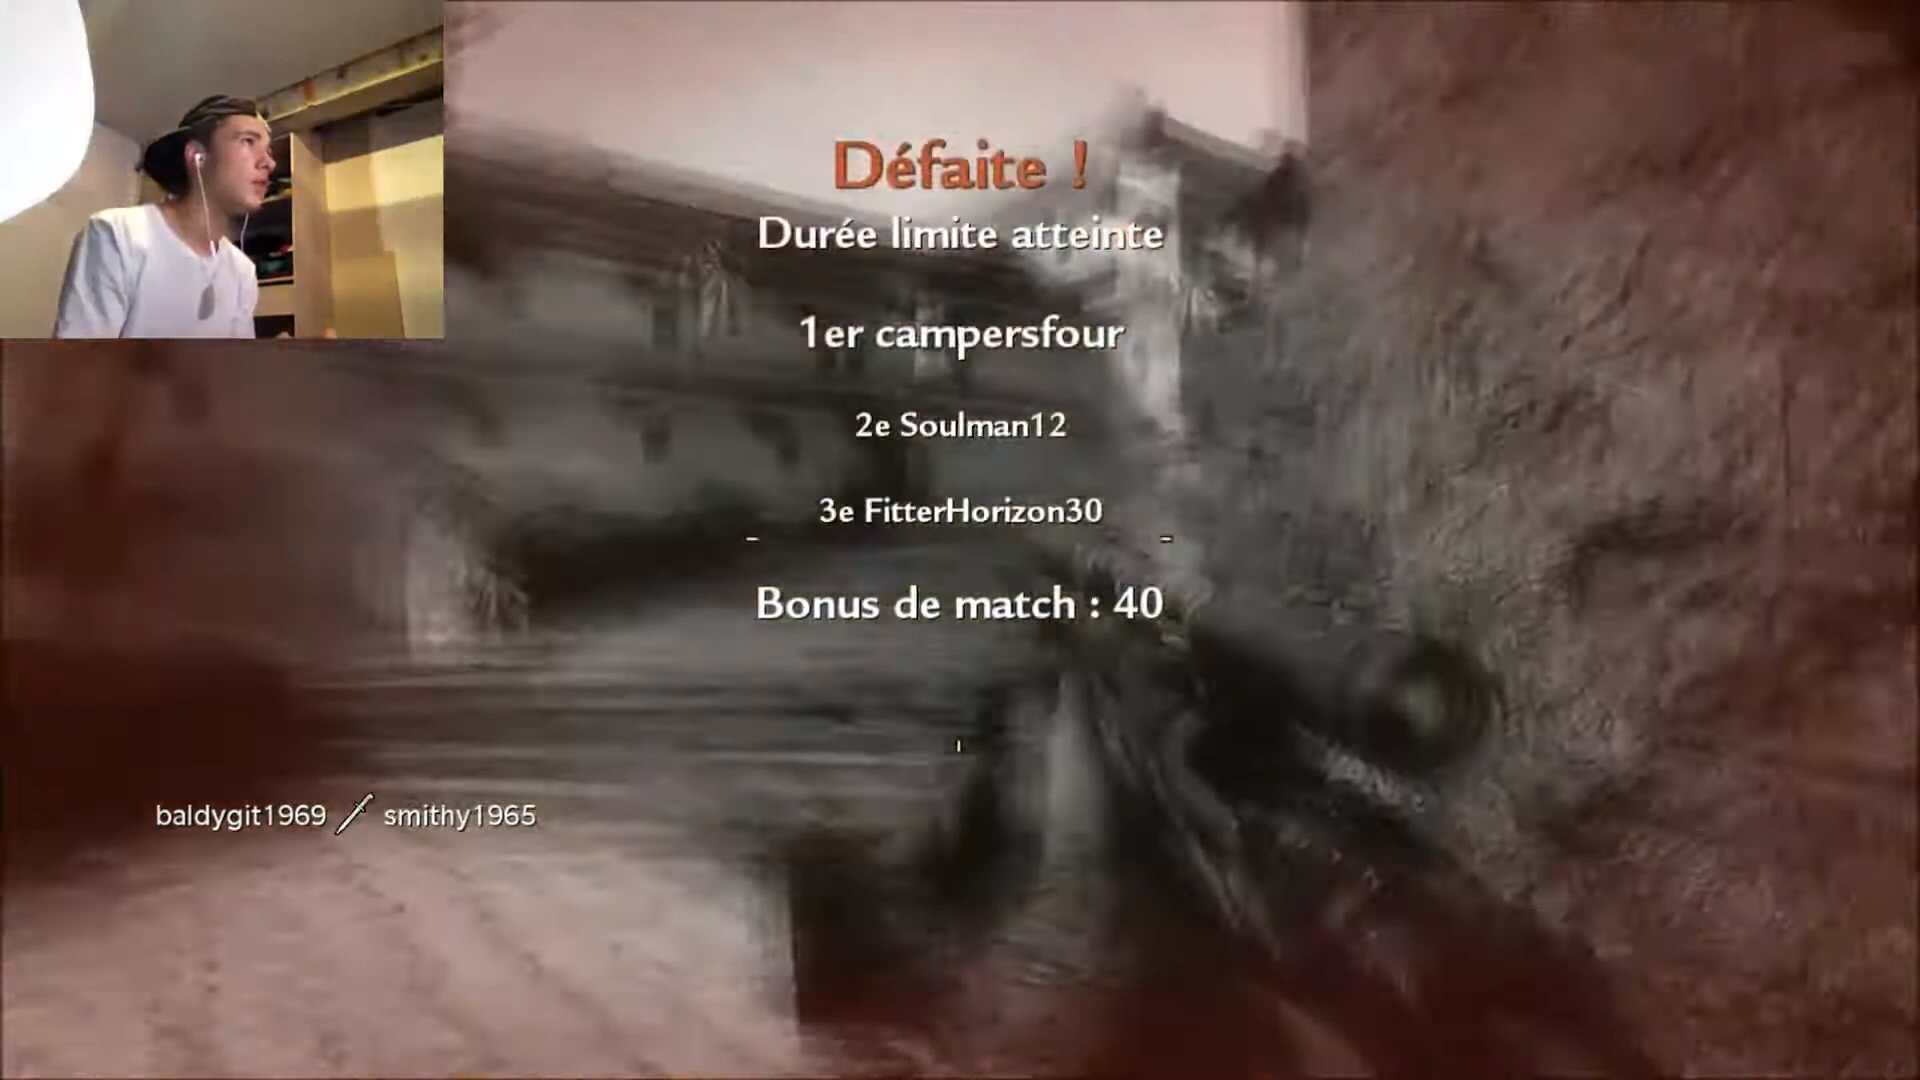 Défaite !
Durée limite atteinte
1er campersfour
2e Soulman12
3e FitterHorizon30
Bonus de match : 40
baldygit1969 smithy1965